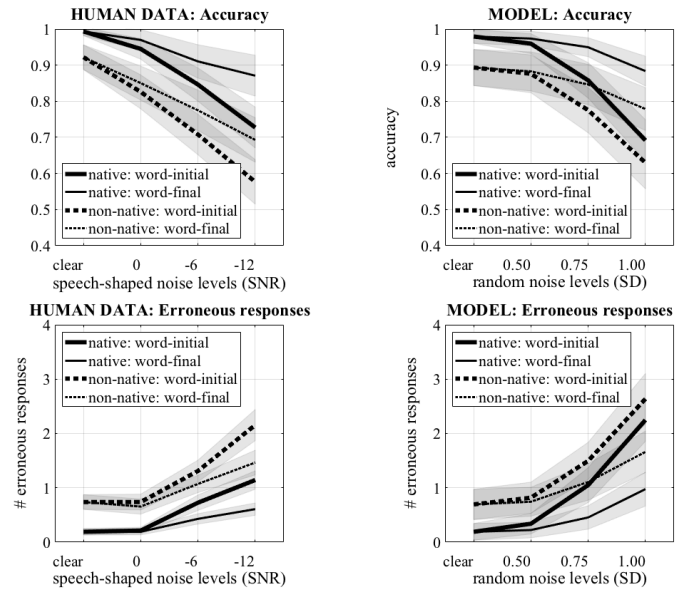 HUMAN DATA: Accuracy
1
0.9
0.8
0.7
0.6
0.5
0.4
native: word-initial
native: word-final
non-native: word-initial
non-native: word-final
clear 0 -6 -12
speech-shaped noise levels (SNR)
MODEL: Accuracy
accuracy
1
0.9
0.8
0.7
0.6
0.5
0.4
native: word-initial
native: word-final
non-native: word-initial
non-native: word-final
clear 0.50 0.75 1.00
random noise levels (SD)
HUMAN DATA: Erroneous responses
# erroneous responses
4
3
2
1
0
native: word-initial
native: word-final
non-native: word-initial
non-native: word-final
clear 0 -6 -12
speech-shaped noise levels (SNR)
MODEL: Erroneous responses
# erroneous responses
4
3
2
1
0
native: word-initial
native: word-final
non-native: word-initial
non-native: word-final
clear 0.50 0.75 1.00
random noise levels (SD)